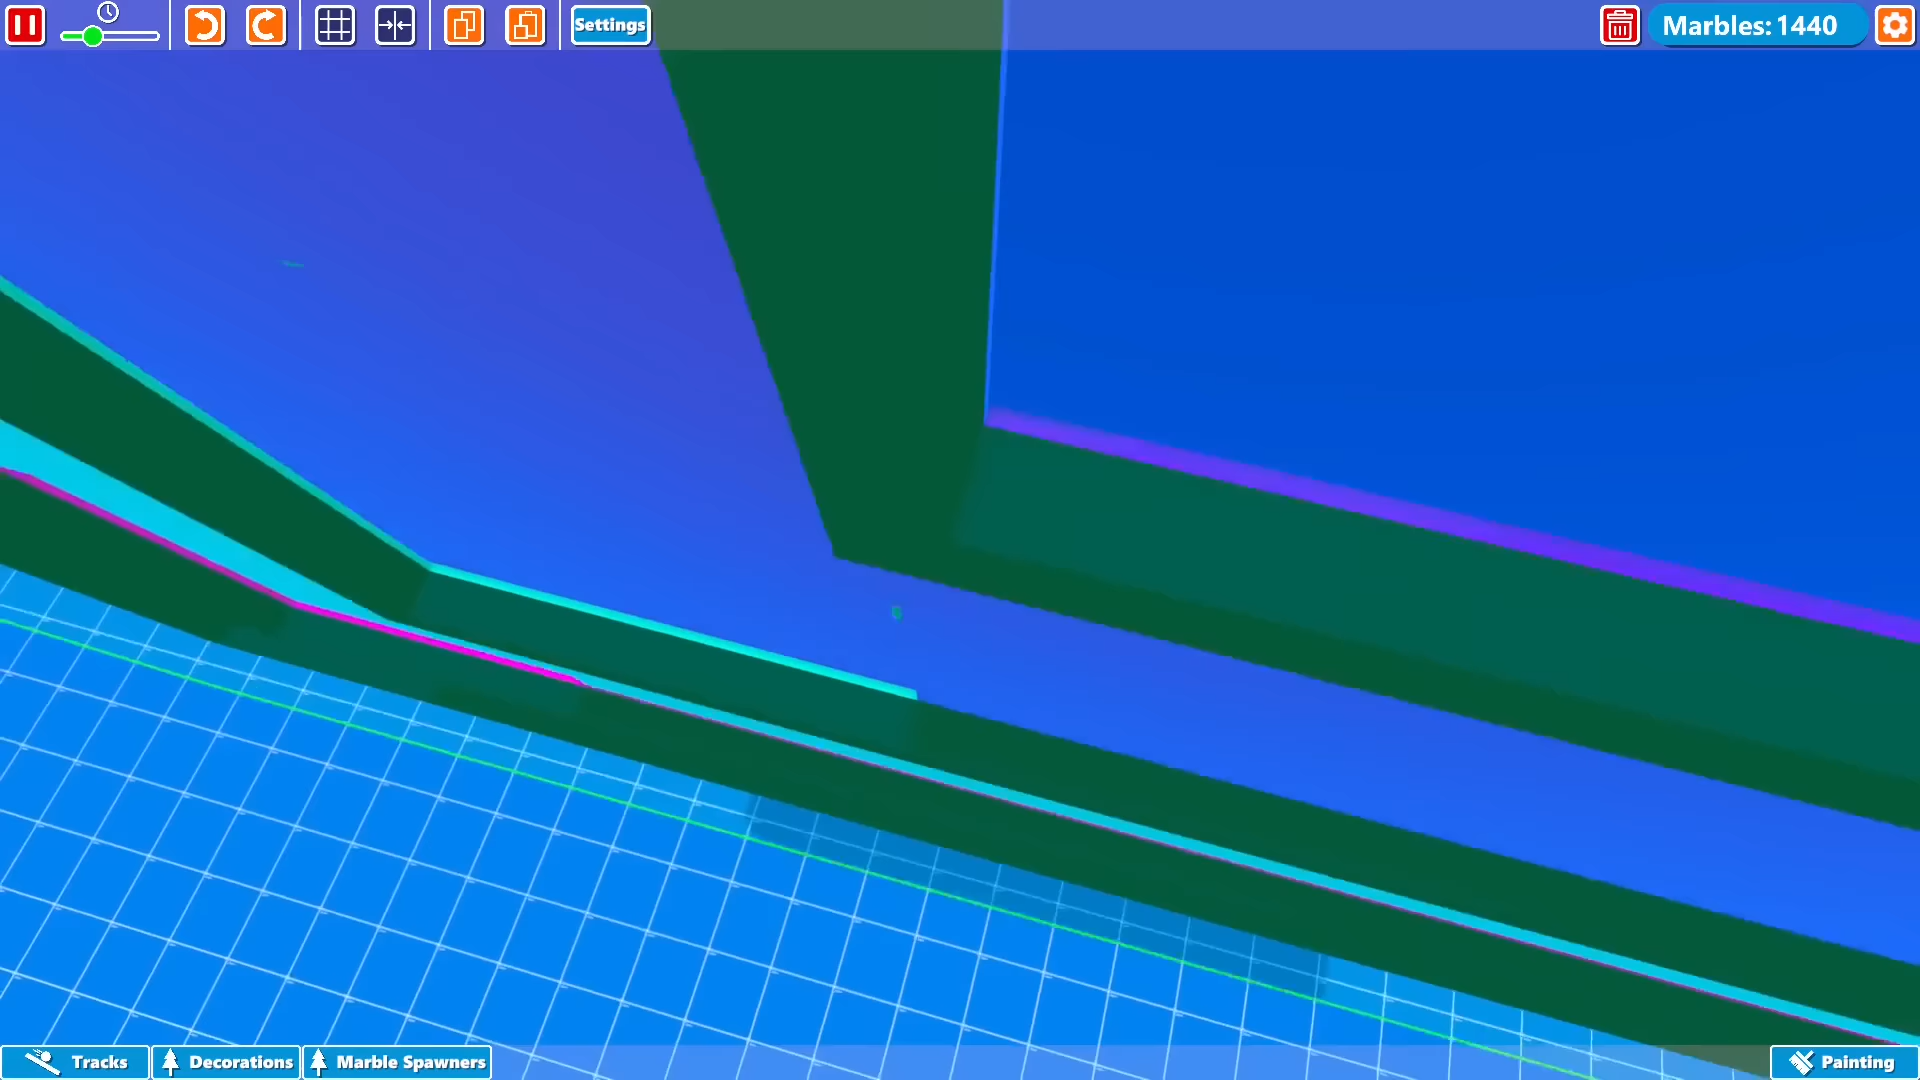 Settings
Marbles: 1440
Tracks
Decorations
Marble Spawners
Painting